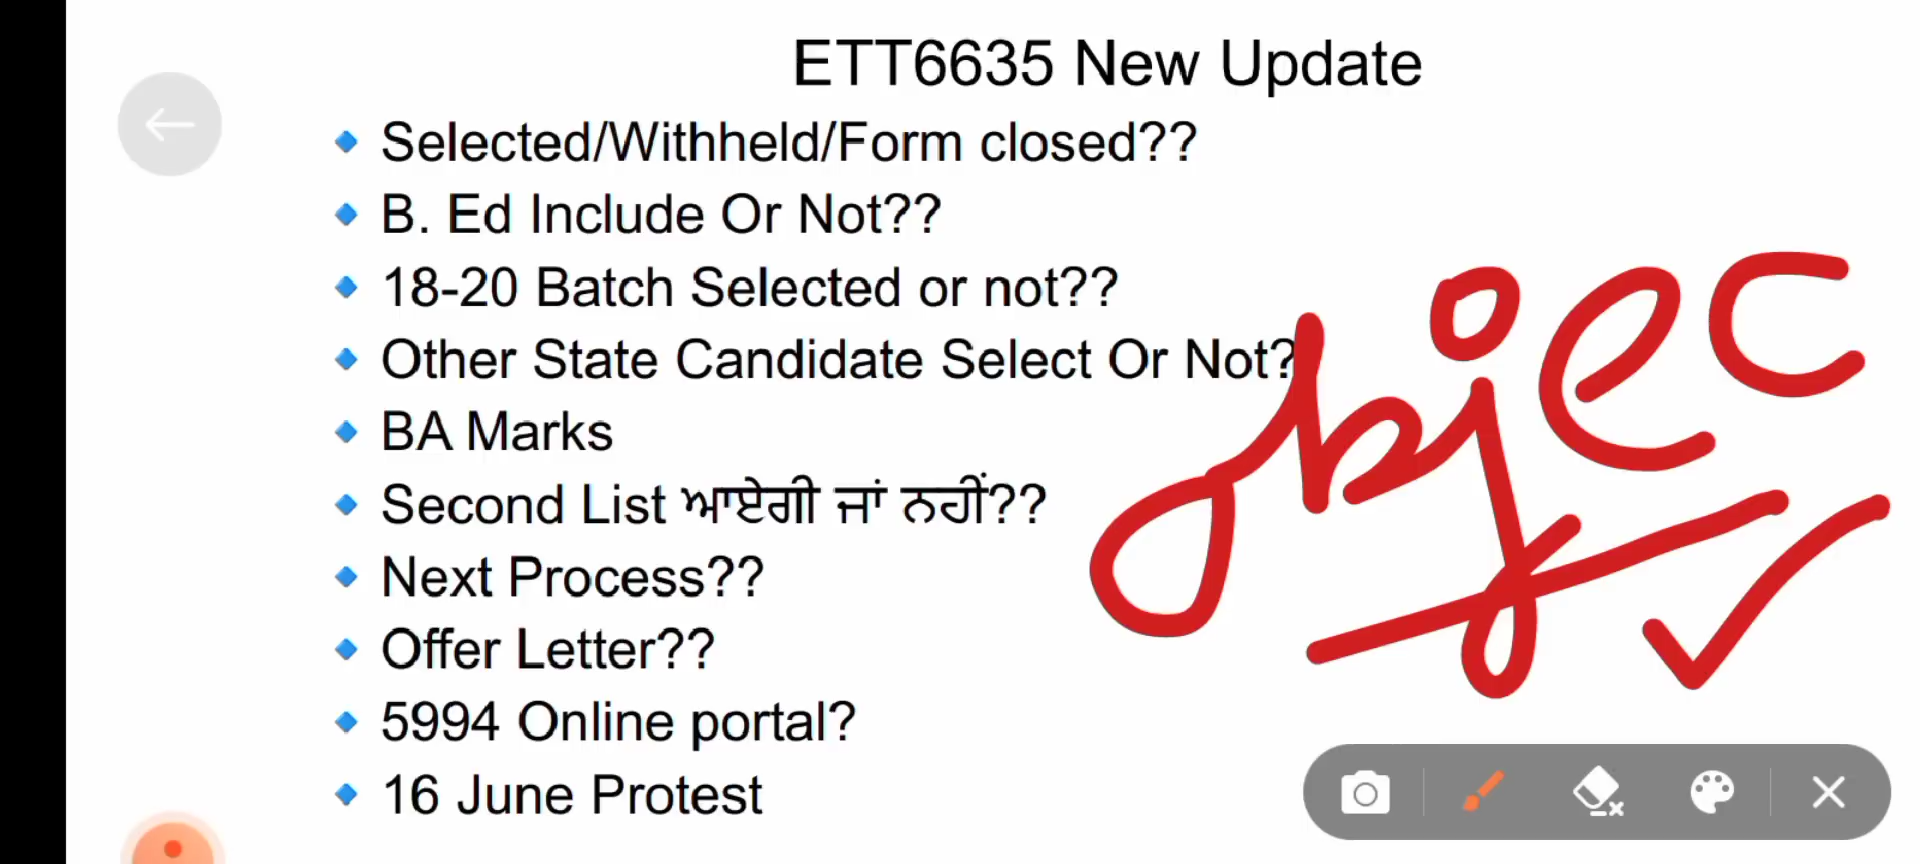 ETT6635 New Update
Selected/Withheld/Form closed??
B. Ed Include Or Not??
18-20 Batch Selected or not??
Other State Candidate Select Or Not?
BA Marks
Second List ਆਏਗੀ ਜਾਂ ਨਹੀਂ??
Next Process??
Offer Letter??
5994 Online portal?
16 June Protest
objec